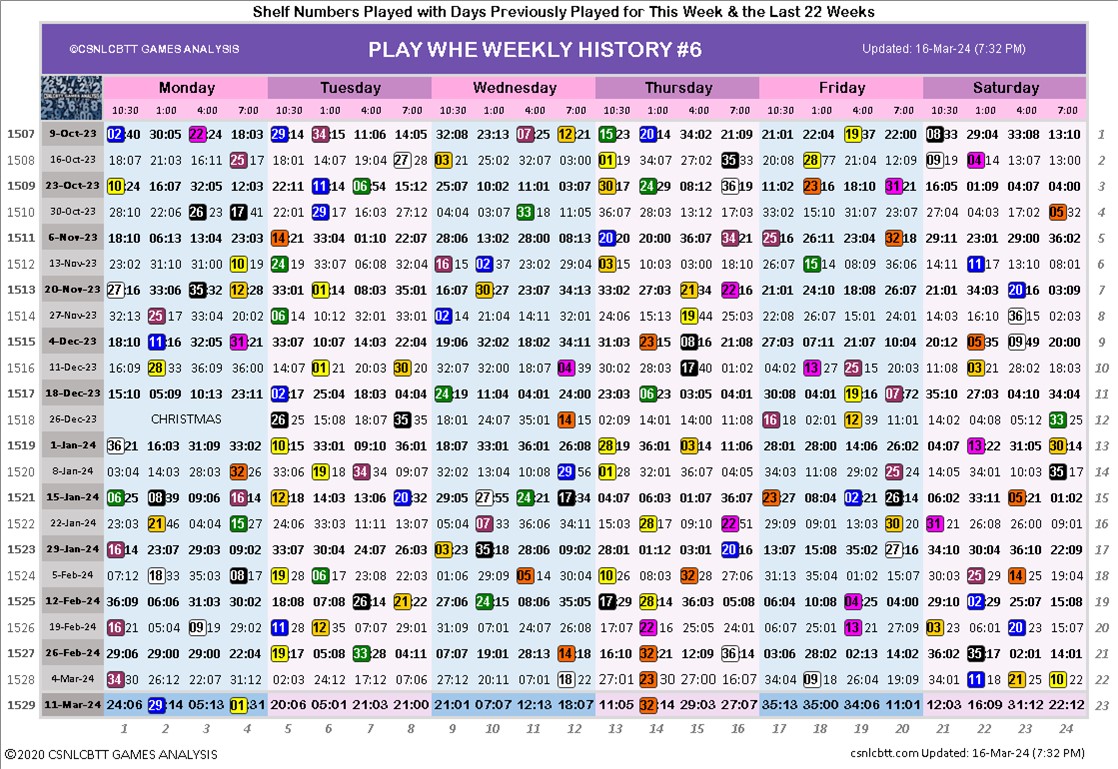 Shelf Numbers Played with Days Previously Played for This Week & the Last 22 Weeks
©CSNLCBTT GAMES ANALYSIS PLAY WHE WEEKLY HISTORY #6 Updated: 16-Mar-24 (7:32 PM)
Monday Tuesday Wednesday Thursday Friday Saturday
10:30 1:00 4:00 7:00 10:30 1:00 4:00 7:00 10:30 1:00 4:00 7:00 10:30 1:00 4:00 7:00 10:30 1:00 4:00 7:00 10:30 1:00 4:00 7:00
1507 9-Oct-23 02:40 30:05 22:24 18:03 29:14 34:15 11:06 14:05 32:08 23:13 07:25 12:21 15:23 20:14 34:02 21:09 21:01 22:04 19:37 22:00 08:33 29:04 33:08 13:10 1
1508 16-Oct-23 18:07 21:03 16:11 25:17 18:01 14:07 19:04 27:28 03:21 25:02 32:07 03:00 01:19 34:07 27:02 35:33 20:08 28:77 21:04 12:09 09:19 04:14 13:07 13:00 2
1509 23-Oct-23 10:24 16:07 32:05 12:03 22:11 11:14 06:54 15:12 25:07 10:02 11:01 03:07 30:17 24:29 08:12 36:19 11:02 23:16 18:10 31:21 16:05 01:09 04:07 04:00 3
1510 30-Oct-23 28:10 22:06 26:23 17:41 22:01 29:17 16:03 27:12 04:04 03:07 33:18 11:05 36:07 28:03 13:12 17:03 33:02 15:10 31:07 23:07 27:04 04:03 17:02 05:32 4
1511 6-Nov-23 18:10 06:13 13:04 23:03 14:21 33:04 01:10 22:07 28:06 13:02 28:00 08:13 20:20 20:00 36:07 34:21 25:16 26:11 23:04 32:18 29:11 23:01 29:00 36:02 5
1512 13-Nov-23 23:02 31:10 31:00 10:19 24:19 33:07 06:08 32:04 16:15 02:37 23:02 08:04 03:15 10:03 03:00 18:10 18:07 15:14 08:09 36:06 14:11 11:17 13:10 08:01 6
1513 20-Nov-23 27:16 33:06 35:32 12:28 33:01 01:14 08:03 35:01 16:07 30:27 23:07 34:13 33:02 27:03 21:34 22:16 21:01 24:10 18:08 26:07 21:01 34:03 20:16 03:09 7
1514 27-Nov-23 32:13 25:17 33:04 20:02 06:14 10:12 32:01 33:05 02:14 21:04 14:11 32:01 24:06 15:13 19:44 25:03 22:08 26:07 15:01 24:01 14:03 16:10 36:15 02:03 8
1515 4-Dec-23 18:10 11:16 32:05 31:21 33:07 10:07 14:03 22:08 19:06 32:02 18:02 34:11 31:03 23:15 08:16 21:08 27:03 07:11 21:07 10:04 20:12 05:35 09:49 20:00 9
1516 11-Dec-23 16:09 28:33 36:09 36:00 14:07 01:21 20:03 30:20 32:07 32:00 18:07 04:39 30:02 28:03 17:40 01:17 04:02 13:27 25:15 21:05 11:08 03:21 28:02 18:03 10
1517 18-Dec-23 15:10 05:09 10:13 23:11 02:17 25:04 18:03 04:04 24:19 11:12 04:01 24:00 22:03 06:23 11:03 05:05 30:08 04:01 19:16 07:72 35:10 27:03 04:10 34:04 11
1518 26-Dec-23 CHRISTMAS 26:25 15:08 18:07 35:18 11:08 24:07 35:01 14:15 02:09 14:01 14:00 11:08 16:18 02:01 12:39 11:01 14:02 04:08 05:12 33:25 12
1519 1-Jan-24 36:21 16:03 31:09 33:02 10:15 33:01 09:10 36:01 18:07 33:01 36:01 26:08 28:19 36:01 03:14 11:06 28:01 28:00 14:06 26:02 04:07 13:22 31:05 30:14 13
1520 8-Jan-24 03:04 14:03 28:03 32:26 33:06 19:18 34:34 09:07 32:02 13:04 10:08 29:56 01:28 32:01 36:07 04:05 34:03 11:08 29:02 25:24 14:05 34:01 10:03 35:17 14
1521 15-Jan-24 06:25 08:39 09:06 16:14 12:18 14:03 13:06 20:32 29:05 27:55 24:21 17:34 04:07 06:03 01:07 36:07 23:27 08:04 02:21 26:14 06:02 33:11 05:21 01:02 15
1522 22-Jan-24 23:03 21:46 04:04 15:27 24:06 33:03 11:11 13:07 05:04 07:33 36:06 34:11 15:03 28:17 09:10 22:51 29:09 09:01 13:03 30:20 31:21 26:08 26:00 09:01 16
1523 29-Jan-24 16:14 23:07 29:03 09:02 33:07 30:04 24:07 26:03 03:23 35:18 28:06 09:02 28:01 01:12 03:01 20:16 13:07 15:08 35:02 27:16 34:10 30:04 36:10 22:09 17
1524 5-Feb-24 07:12 18:33 35:03 08:17 19:28 06:17 23:08 22:03 01:06 29:09 05:14 30:04 10:26 08:03 32:28 27:06 31:13 35:04 01:02 15:07 30:03 25:29 14:25 19:04 18
1525 12-Feb-24 36:09 06:06 31:03 30:02 18:08 07:08 26:14 21:22 27:06 24:15 08:06 35:05 17:29 28:14 36:03 05:08 06:04 10:08 04:25 04:00 29:10 02:29 25:07 15:08 19
1526 19-Feb-24 16:21 05:04 09:19 29:02 11:28 12:35 07:07 29:01 31:09 07:01 24:07 26:08 17:07 22:16 25:05 24:01 07:07 05:08 13:21 06:07 03:22 06:01 20:23 15:07 20
1527 26-Feb-24 29:06 29:00 29:00 22:04 19:17 05:08 33:28 04:11 07:07 19:01 28:03 14:18 16:10 32:21 12:09 36:14 03:06 28:02 13:06 14:02 36:02 35:17 02:01 14:01 21
1528 4-Mar-24 34:30 26:12 22:07 31:12 02:03 24:12 17:12 07:06 27:12 20:11 07:01 18:22 27:01 23:30 27:00 16:07 34:04 09:18 26:04 29:09 34:01 11:18 21:25 10:22 22
1529 11-Mar-24 24:06 29:14 05:13 01:31 20:06 05:01 21:03 21:00 21:01 07:07 12:13 18:07 11:05 32:14 29:03 27:07 35:13 35:00 34:06 11:01 12:03 16:09 31:12 22:12 23
1 2 3 4 5 6 7 8 9 10 11 12 13 14 15 16 17 18 19 20 21 22 23 24
©2020 CSNLCBTT GAMES ANALYSIS csnlcbtt.com Updated: 16-Mar-24 (7:32 PM)